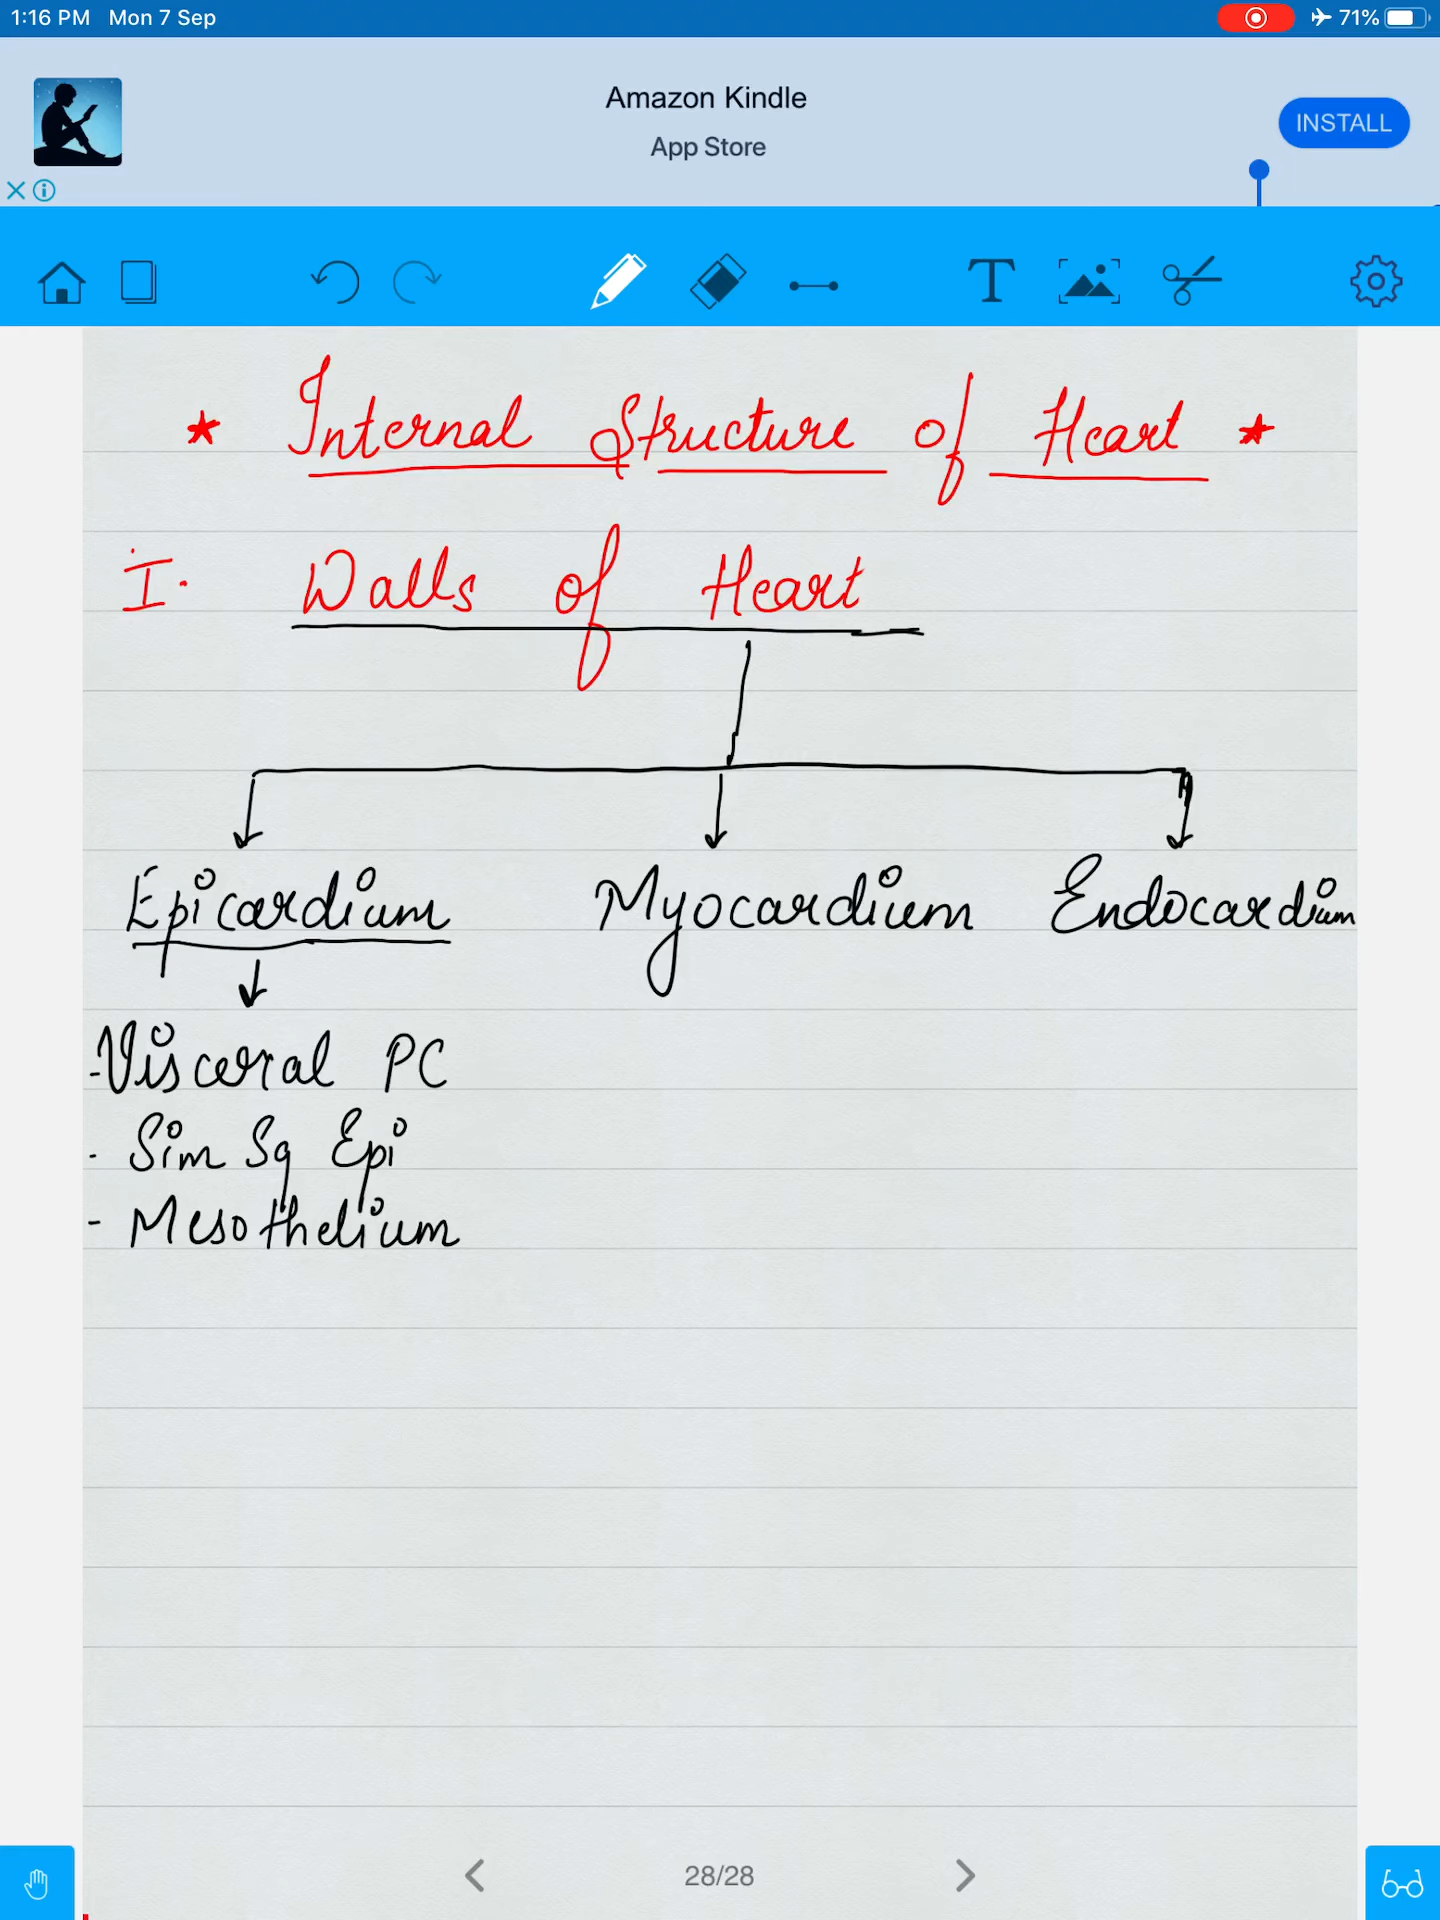 1:16 PM Mon 7 Sep 71%
Amazon Kindle
App Store
INSTALL
* Internal Structure of Heart *
I. Walls of Heart
Epicardium Myocardium Endocardium
- Visceral PC
- Sim Sq Epi
- Mesothelium
28/28